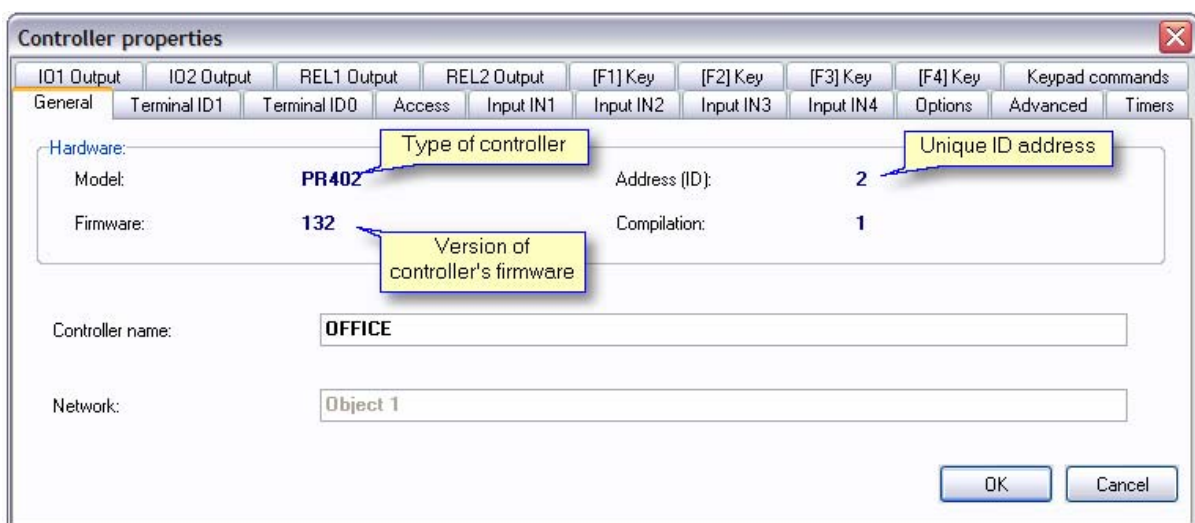 Controller properties
IO1 Output IO2 Output REL1 Output REL2 Output [F1] Key [F2] Key [F3] Key [F4] Key Keypad commands
General Terminal ID1 Terminal ID0 Access Input IN1 Input IN2 Input IN3 Input IN4 Options Advanced Timers
Type of controller
Unique ID address
Hardware:
Model: PR402 Address (ID): 2
Firmware: 132 Compilation: 1
Version of
controller's firmware
Controller name: OFFICE
Network: Object 1
OK Cancel